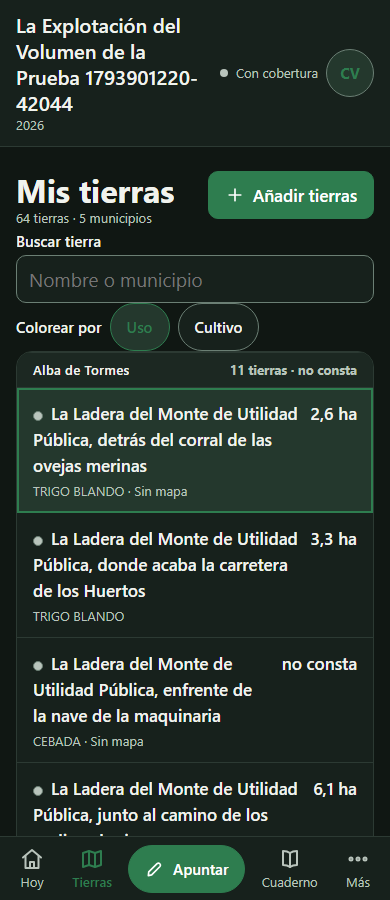 La Explotación del
Volumen de la
Prueba 1793901220-
42044
2026
Con cobertura
CV
Mis tierras
64 tierras · 5 municipios
Añadir tierras
Buscar tierra
Nombre o municipio
Colorear por
Uso
Cultivo
Alba de Tormes
11 tierras · no consta
La Ladera del Monte de Utilidad
2,6 ha
Pública, detrás del corral de las
ovejas merinas
TRIGO BLANDO · Sin mapa
La Ladera del Monte de Utilidad
3,3 ha
Pública, donde acaba la carretera
de los Huertos
TRIGO BLANDO
La Ladera del Monte de
no consta
Utilidad Pública, enfrente de
la nave de la maquinaria
CEBADA · Sin mapa
La Ladera del Monte de Utilidad
6,1 ha
Pública, junto al camino de los
Hoy
Tierras
Apuntar
Cuaderno
Más